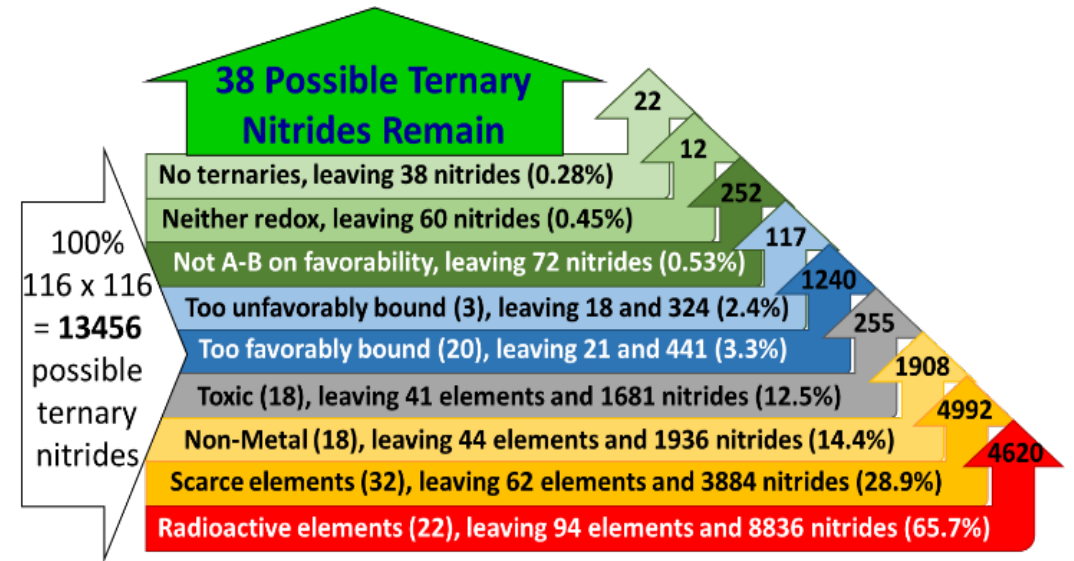 38 Possible Ternary
Nitrides Remain
22
No ternaries, leaving 38 nitrides (0.28%)
12
Neither redox, leaving 60 nitrides (0.45%)
252
Not A-B on favorability, leaving 72 nitrides (0.53%)
117
Too unfavorably bound (3), leaving 18 and 324 (2.4%)
1240
Too favorably bound (20), leaving 21 and 441 (3.3%)
255
Toxic (18), leaving 41 elements and 1681 nitrides (12.5%)
1908
Non-Metal (18), leaving 44 elements and 1936 nitrides (14.4%)
4992
Scarce elements (32), leaving 62 elements and 3884 nitrides (28.9%)
4620
Radioactive elements (22), leaving 94 elements and 8836 nitrides (65.7%)
100%
116 x 116
= 13456
possible
ternary
nitrides